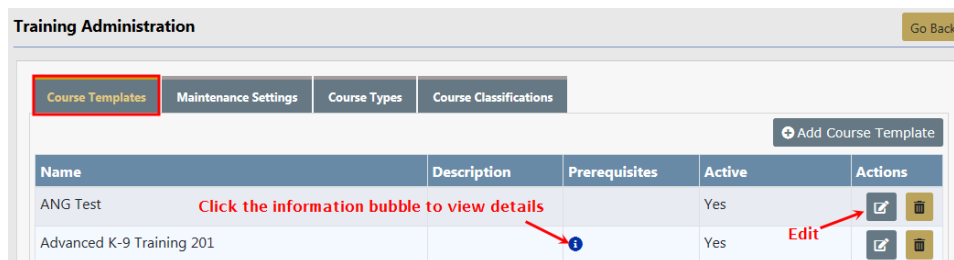 Training Administration
Go Back
Course Templates Maintenance Settings Course Types Course Classifications
Add Course Template
Name Description Prerequisites Active Actions
ANG Test Click the information bubble to view details Yes
Edit
Advanced K-9 Training 201 Yes